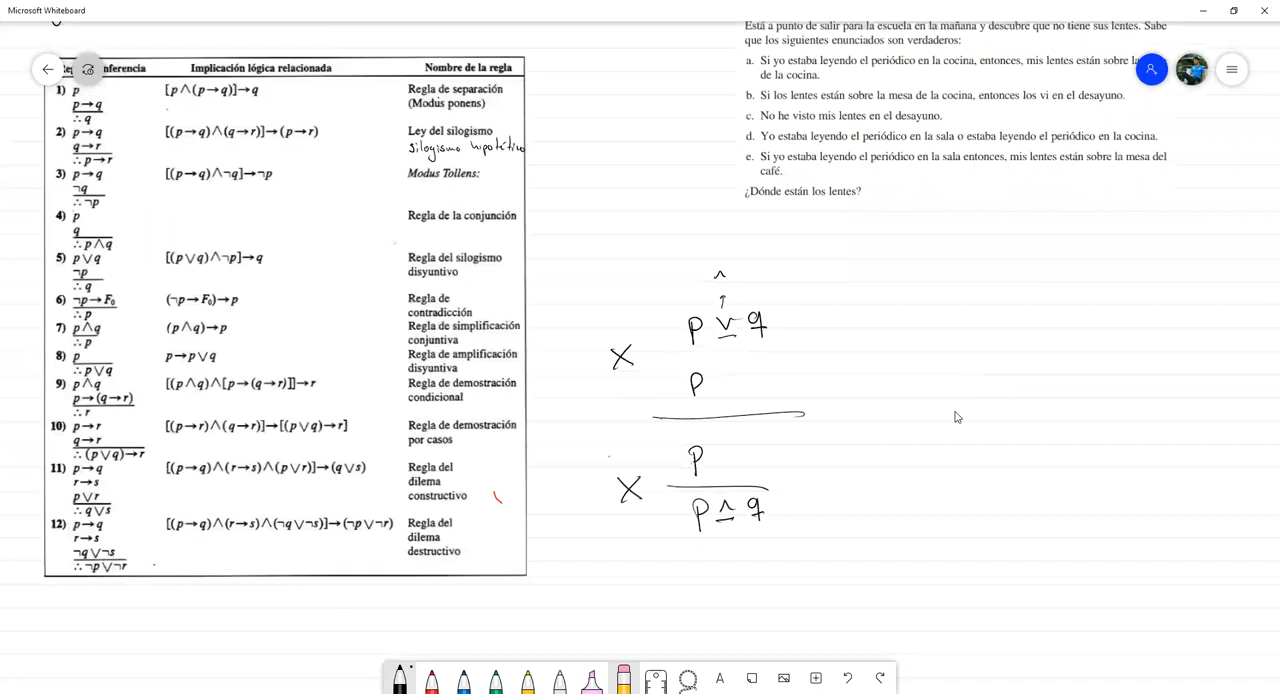 Microsoft Whiteboard
nferencia Implicación lógica relacionada Nombre de la regla
1) p [p∧(p→q)]→q Regla de separación
p→q (Modus ponens)
∴q
2) p→q [(p→q)∧(q→r)]→(p→r) Ley del silogismo
q→r silogismo hipotético
∴p→r
3) p→q [(p→q)∧¬q]→¬p Modus Tollens:
¬q
∴¬p
4) p Regla de la conjunción
q
∴p∧q
5) p∨q [(p∨q)∧¬p]→q Regla del silogismo
¬p disyuntivo
∴q
6) ¬p→F₀ (¬p→F₀)→p Regla de
∴p contradicción
7) p∧q (p∧q)→p Regla de simplificación
∴p conjuntiva
8) p p→p∨q Regla de amplificación
∴p∨q disyuntiva
9) p∧q [(p∧q)∧[p→(q→r)]]→r Regla de demostración
p→(q→r) condicional
∴r
10) p→r [(p→r)∧(q→r)]→[(p∨q)→r] Regla de demostración
q→r por casos
∴(p∨q)→r
11) p→q [(p→q)∧(r→s)∧(p∨r)]→(q∨s) Regla del
r→s dilema
p∨r constructivo
∴q∨s
12) p→q [(p→q)∧(r→s)∧(¬q∨¬s)]→(¬p∨¬r) Regla del
r→s dilema
¬q∨¬s destructivo
∴¬p∨¬r
Está a punto de salir para la escuela en la mañana y descubre que no tiene sus lentes. Sabe
que los siguientes enunciados son verdaderos:
a. Si yo estaba leyendo el periódico en la cocina, entonces, mis lentes están sobre la
de la cocina.
b. Si los lentes están sobre la mesa de la cocina, entonces los vi en el desayuno.
c. No he visto mis lentes en el desayuno.
d. Yo estaba leyendo el periódico en la sala o estaba leyendo el periódico en la cocina.
e. Si yo estaba leyendo el periódico en la sala entonces, mis lentes están sobre la mesa del
café.
¿Dónde están los lentes?
∧
↑
p ∨ q
X
p
p
X
p ∧ q